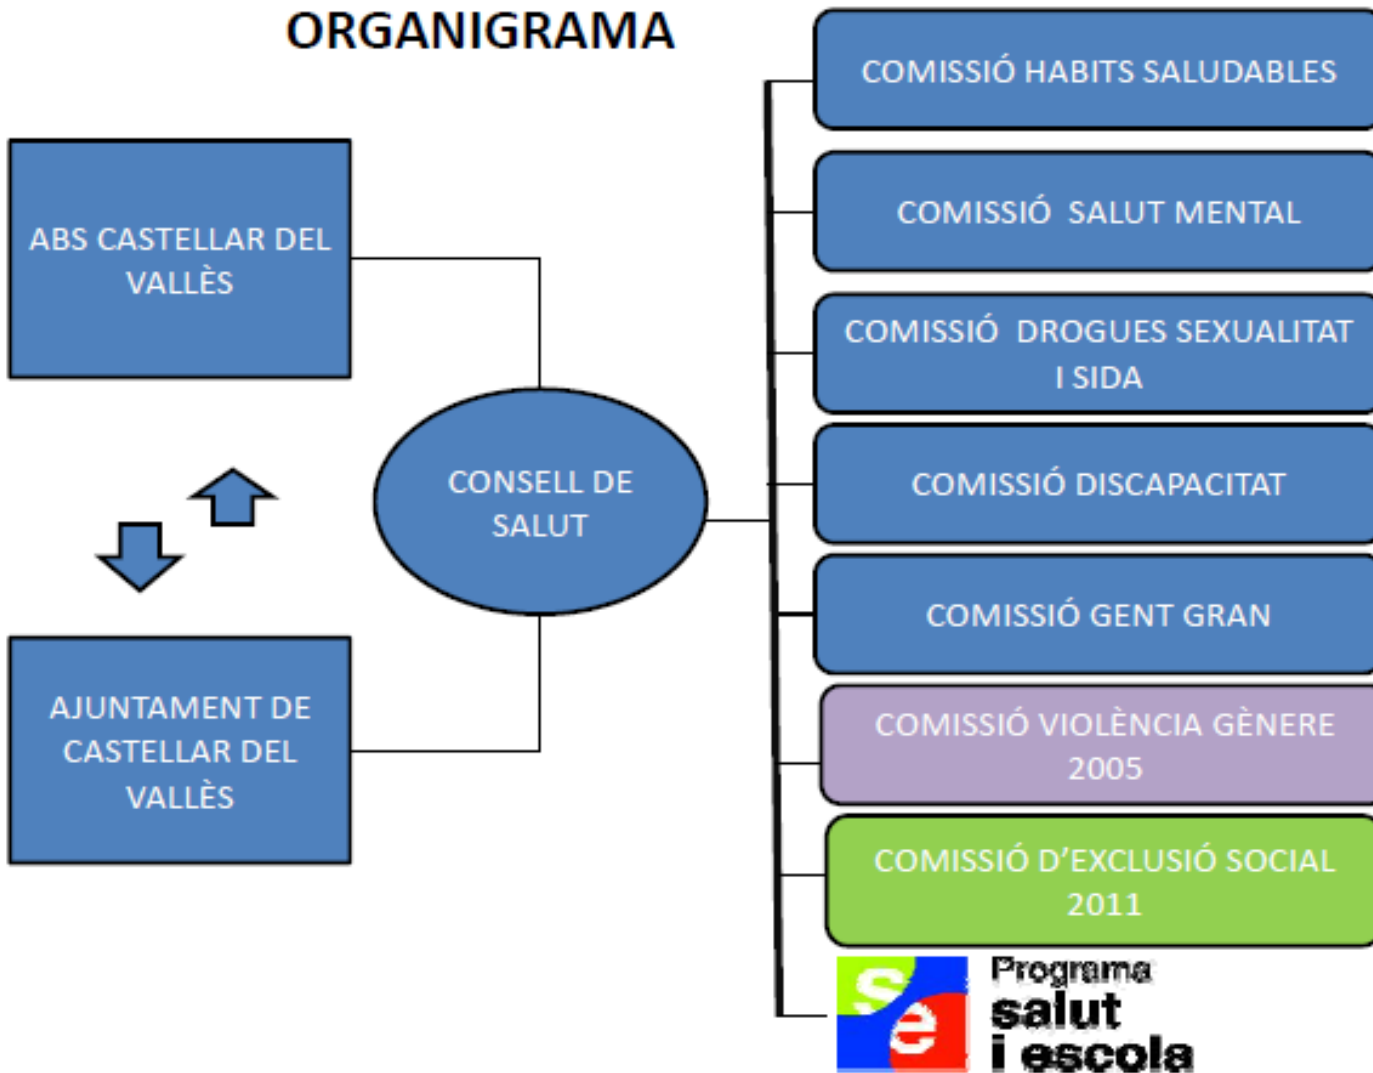 ORGANIGRAMA
ABS CASTELLAR DEL
VALLÈS
AJUNTAMENT DE
CASTELLAR DEL
VALLÈS
CONSELL DE
SALUT
COMISSIÓ HABITS SALUDABLES
COMISSIÓ SALUT MENTAL
COMISSIÓ DROGUES SEXUALITAT
I SIDA
COMISSIÓ DISCAPACITAT
COMISSIÓ GENT GRAN
COMISSIÓ VIOLÈNCIA GÈNERE
2005
COMISSIÓ D'EXCLUSIÓ SOCIAL
2011
se
Programa
salut
i escola